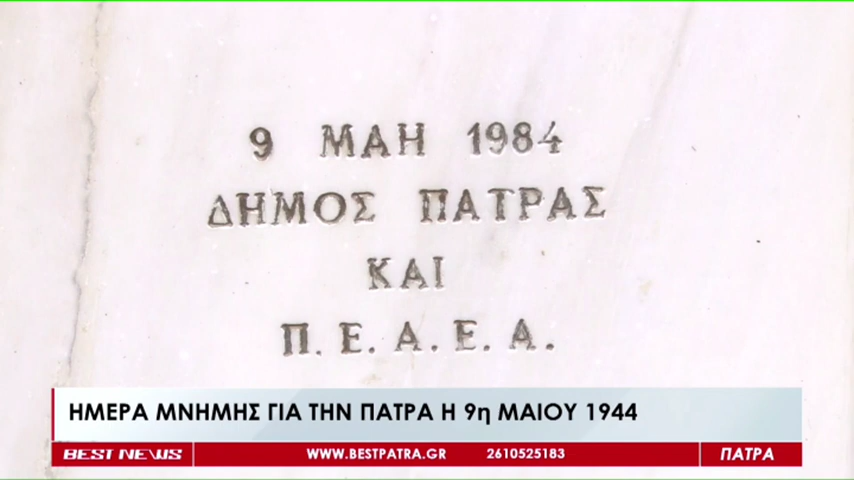 9 ΜΑΗ 1984
ΔΗΜΟΣ ΠΑΤΡΑΣ
ΚΑΙ
Π.Ε.Α.Ε.Α.
ΗΜΕΡΑ ΜΝΗΜΗΣ ΓΙΑ ΤΗΝ ΠΑΤΡΑ Η 9η ΜΑΙΟΥ 1944
BEST NEWS WWW.BESTPATRA.GR 2610525183 ΠΑΤΡΑ